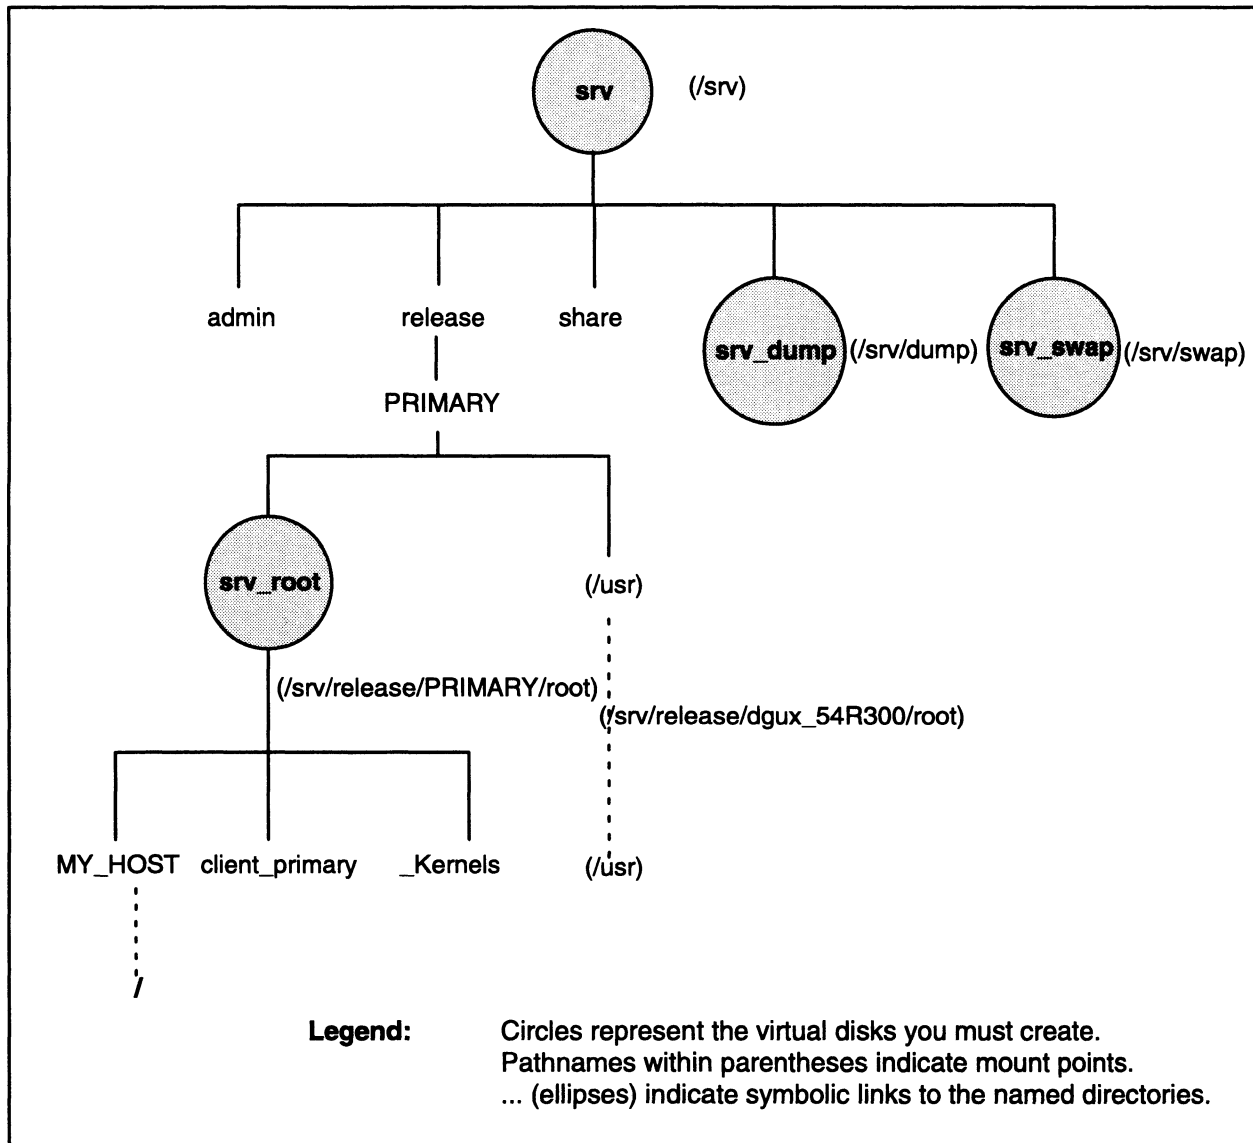 srv (/srv)
admin release share srv_dump (/srv/dump) srv_swap (/srv/swap)
PRIMARY
srv_root (/usr)
(/srv/release/PRIMARY/root)
(/srv/release/dgux_54R300/root)
MY_HOST client_primary _Kernels (/usr)
/
Legend: Circles represent the virtual disks you must create.
Pathnames within parentheses indicate mount points.
... (ellipses) indicate symbolic links to the named directories.